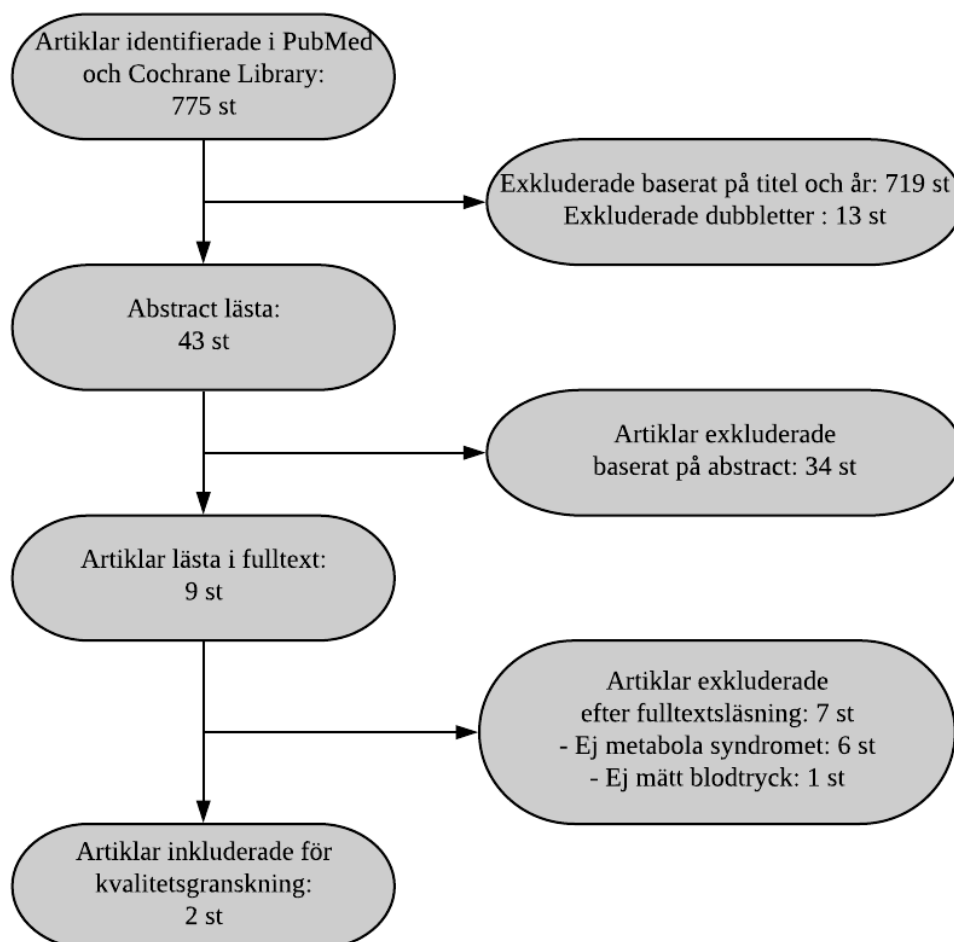 Artiklar identifierade i PubMed
och Cochrane Library:
775 st
Exkluderade baserat på titel och år: 719 st
Exkluderade dubbletter : 13 st
Abstract lästa:
43 st
Artiklar exkluderade
baserat på abstract: 34 st
Artiklar lästa i fulltext:
9 st
Artiklar exkluderade
efter fulltextsläsning: 7 st
- Ej metabola syndromet: 6 st
- Ej mätt blodtryck: 1 st
Artiklar inkluderade för
kvalitetsgranskning:
2 st